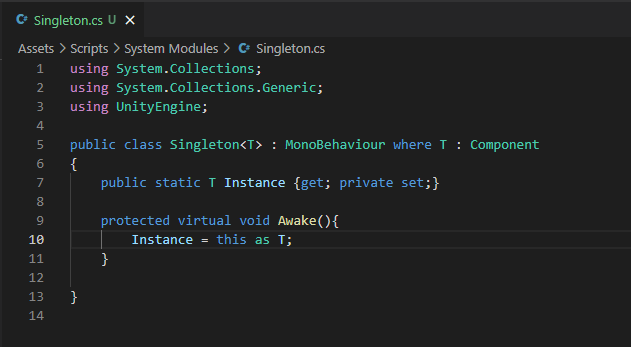 Singleton.cs U
Assets > Scripts > System Modules > Singleton.cs
1 using System.Collections;
2 using System.Collections.Generic;
3 using UnityEngine;
4
5 public class Singleton<T> : MonoBehaviour where T : Component
6 {
7     public static T Instance {get; private set;}
8
9     protected virtual void Awake(){
10         Instance = this as T;
11     }
12
13 }
14